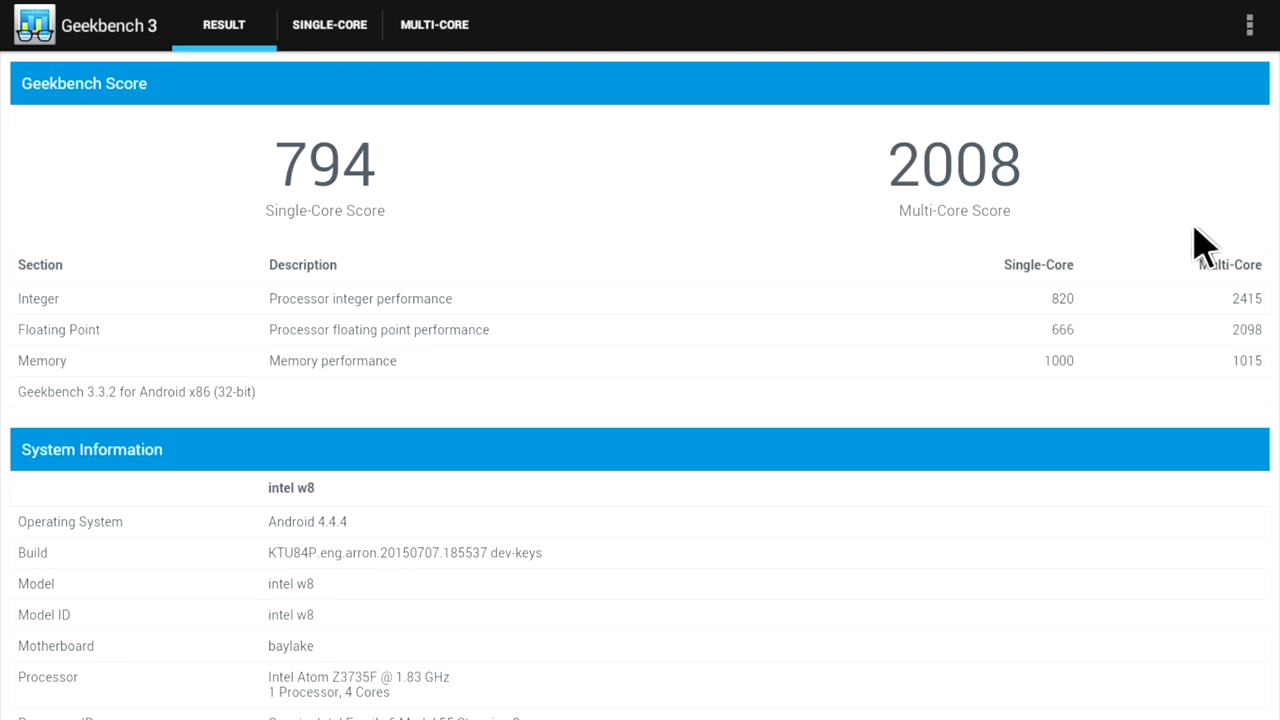 Geekbench 3 RESULT SINGLE-CORE MULTI-CORE
Geekbench Score
794 2008
Single-Core Score Multi-Core Score
Section Description Single-Core Multi-Core
Integer Processor integer performance 820 2415
Floating Point Processor floating point performance 666 2098
Memory Memory performance 1000 1015
Geekbench 3.3.2 for Android x86 (32-bit)
System Information
intel w8
Operating System Android 4.4.4
Build KTU84P.eng.arron.20150707.185537 dev-keys
Model intel w8
Model ID intel w8
Motherboard baylake
Processor Intel Atom Z3735F @ 1.83 GHz
1 Processor, 4 Cores